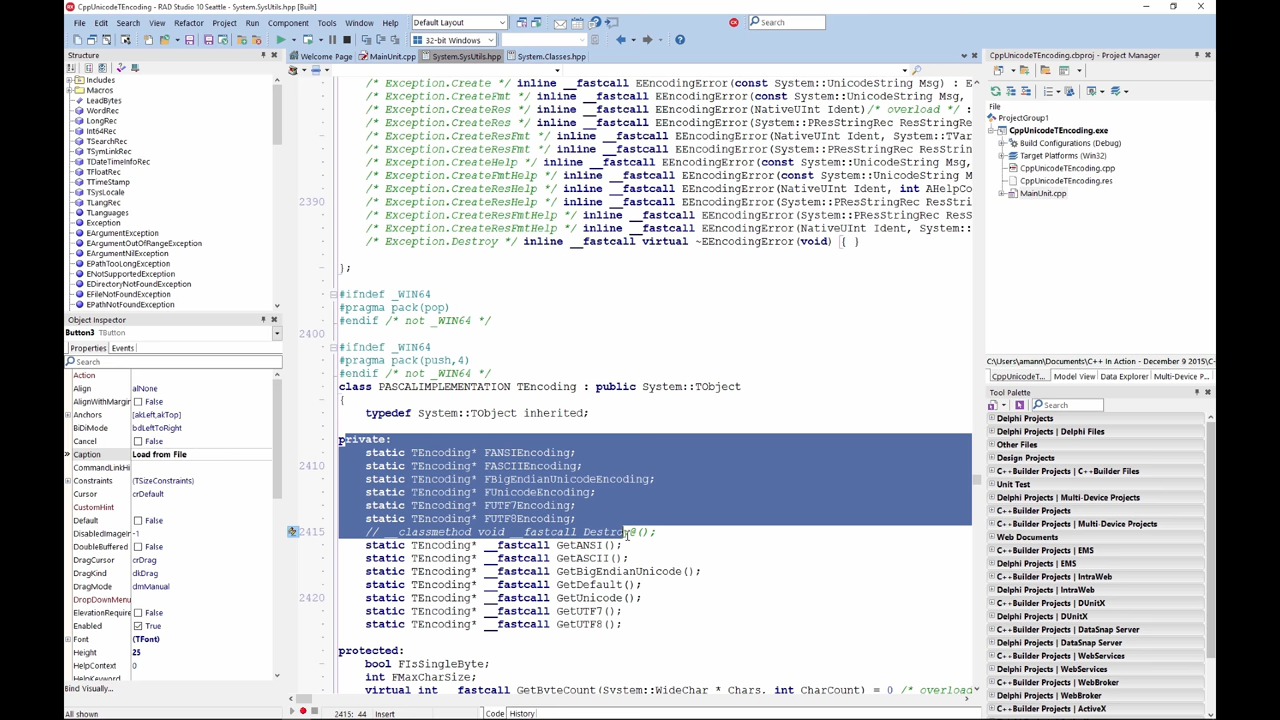 CppUnicodeTEncoding - RAD Studio 10 Seattle - System.SysUtils.hpp [Built]
File Edit Search View Refactor Project Run Component Tools Window Help Default Layout Search
32-bit Windows
Structure
Includes
Macros
LeadBytes
WordRec
LongRec
Int64Rec
TSearchRec
TSymLinkRec
TDateTimeInfoRec
TFloatRec
TTimeStamp
TSysLocale
TLangRec
TLanguages
Exception
EArgumentException
EArgumentOutOfRangeException
EArgumentNilException
EPathTooLongException
ENotSupportedException
EDirectoryNotFoundException
EFileNotFoundException
EPathNotFoundException
Object Inspector
Button3 TButton
Properties Events
Search
Action
Align alNone
AlignWithMargin False
Anchors [akLeft,akTop]
BiDiMode bdLeftToRight
Cancel False
Caption Load from File
CommandLinkHi
Constraints (TSizeConstraints)
Cursor crDefault
CustomHint
Default False
DisabledImagein -1
DoubleBuffered False
DragCursor crDrag
DragKind dkDrag
DragMode dmManual
DropDownMenu
ElevationRequire False
Enabled True
Font (TFont)
Height 25
HelpContext 0
HelpKeyword
Bind Visually...
All shown
Welcome Page MainUnit.cpp System.SysUtils.hpp System.Classes.hpp
/* Exception.Create */ inline __fastcall EEncodingError(const System::UnicodeString Msg) : E
/* Exception.CreateFmt */ inline __fastcall EEncodingError(const System::UnicodeString Msg,
/* Exception.CreateRes */ inline __fastcall EEncodingError(NativeUInt Ident)/* overload */ :
/* Exception.CreateRes */ inline __fastcall EEncodingError(System::PResStringRec ResStringRe
/* Exception.CreateResFmt */ inline __fastcall EEncodingError(NativeUInt Ident, System::TVar
/* Exception.CreateResFmt */ inline __fastcall EEncodingError(System::PResStringRec ResStrin
/* Exception.CreateHelp */ inline __fastcall EEncodingError(const System::UnicodeString Msg,
/* Exception.CreateFmtHelp */ inline __fastcall EEncodingError(const System::UnicodeString M
/* Exception.CreateResHelp */ inline __fastcall EEncodingError(NativeUInt Ident, int AHelpCo
2390 /* Exception.CreateResHelp */ inline __fastcall EEncodingError(System::PResStringRec ResStri
/* Exception.CreateResFmtHelp */ inline __fastcall EEncodingError(System::PResStringRec ResS
/* Exception.CreateResFmtHelp */ inline __fastcall EEncodingError(NativeUInt Ident, System::
/* Exception.Destroy */ inline __fastcall virtual ~EEncodingError(void) { }
};
#ifndef _WIN64
#pragma pack(pop)
#endif /* not _WIN64 */
2400
#ifndef _WIN64
#pragma pack(push,4)
#endif /* not _WIN64 */
class PASCALIMPLEMENTATION TEncoding : public System::TObject
{
typedef System::TObject inherited;
private:
static TEncoding* FANSIEncoding;
2410 static TEncoding* FASCIIEncoding;
static TEncoding* FBigEndianUnicodeEncoding;
static TEncoding* FUnicodeEncoding;
static TEncoding* FUTF7Encoding;
static TEncoding* FUTF8Encoding;
2415 // __classmethod void __fastcall Destroy@();
static TEncoding* __fastcall GetANSI();
static TEncoding* __fastcall GetASCII();
static TEncoding* __fastcall GetBigEndianUnicode();
static TEncoding* __fastcall GetDefault();
2420 static TEncoding* __fastcall GetUnicode();
static TEncoding* __fastcall GetUTF7();
static TEncoding* __fastcall GetUTF8();
protected:
bool FIsSingleByte;
int FMaxCharSize;
virtual int __fastcall GetByteCount(System::WideChar * Chars, int CharCount) = 0 /* overload
2415: 44 Insert Code History
CppUnicodeTEncoding.cbproj - Project Manager
File
ProjectGroup1
CppUnicodeTEncoding.exe
Build Configurations (Debug)
Target Platforms (Win32)
CppUnicodeTEncoding.cpp
CppUnicodeTEncoding.res
MainUnit.cpp
C:\Users\amann\Documents\C++ In Action - December 9 2015\C-
CppUnicodeT... Model View Data Explorer Multi-Device P...
Tool Palette
Search
Delphi Projects
Delphi Projects | Delphi Files
Other Files
Design Projects
C++Builder Projects | C++Builder Files
Unit Test
Delphi Projects | Multi-Device Projects
C++Builder Projects
C++Builder Projects | Multi-Device Projects
Web Documents
C++Builder Projects | EMS
Delphi Projects | EMS
C++Builder Projects | IntraWeb
Delphi Projects | IntraWeb
C++Builder Projects | DUnitX
Delphi Projects | DUnitX
C++Builder Projects | DataSnap Server
Delphi Projects | DataSnap Server
C++Builder Projects | WebServices
Delphi Projects | WebServices
C++Builder Projects | WebBroker
Delphi Projects | WebBroker
C++Builder Projects | ActiveX